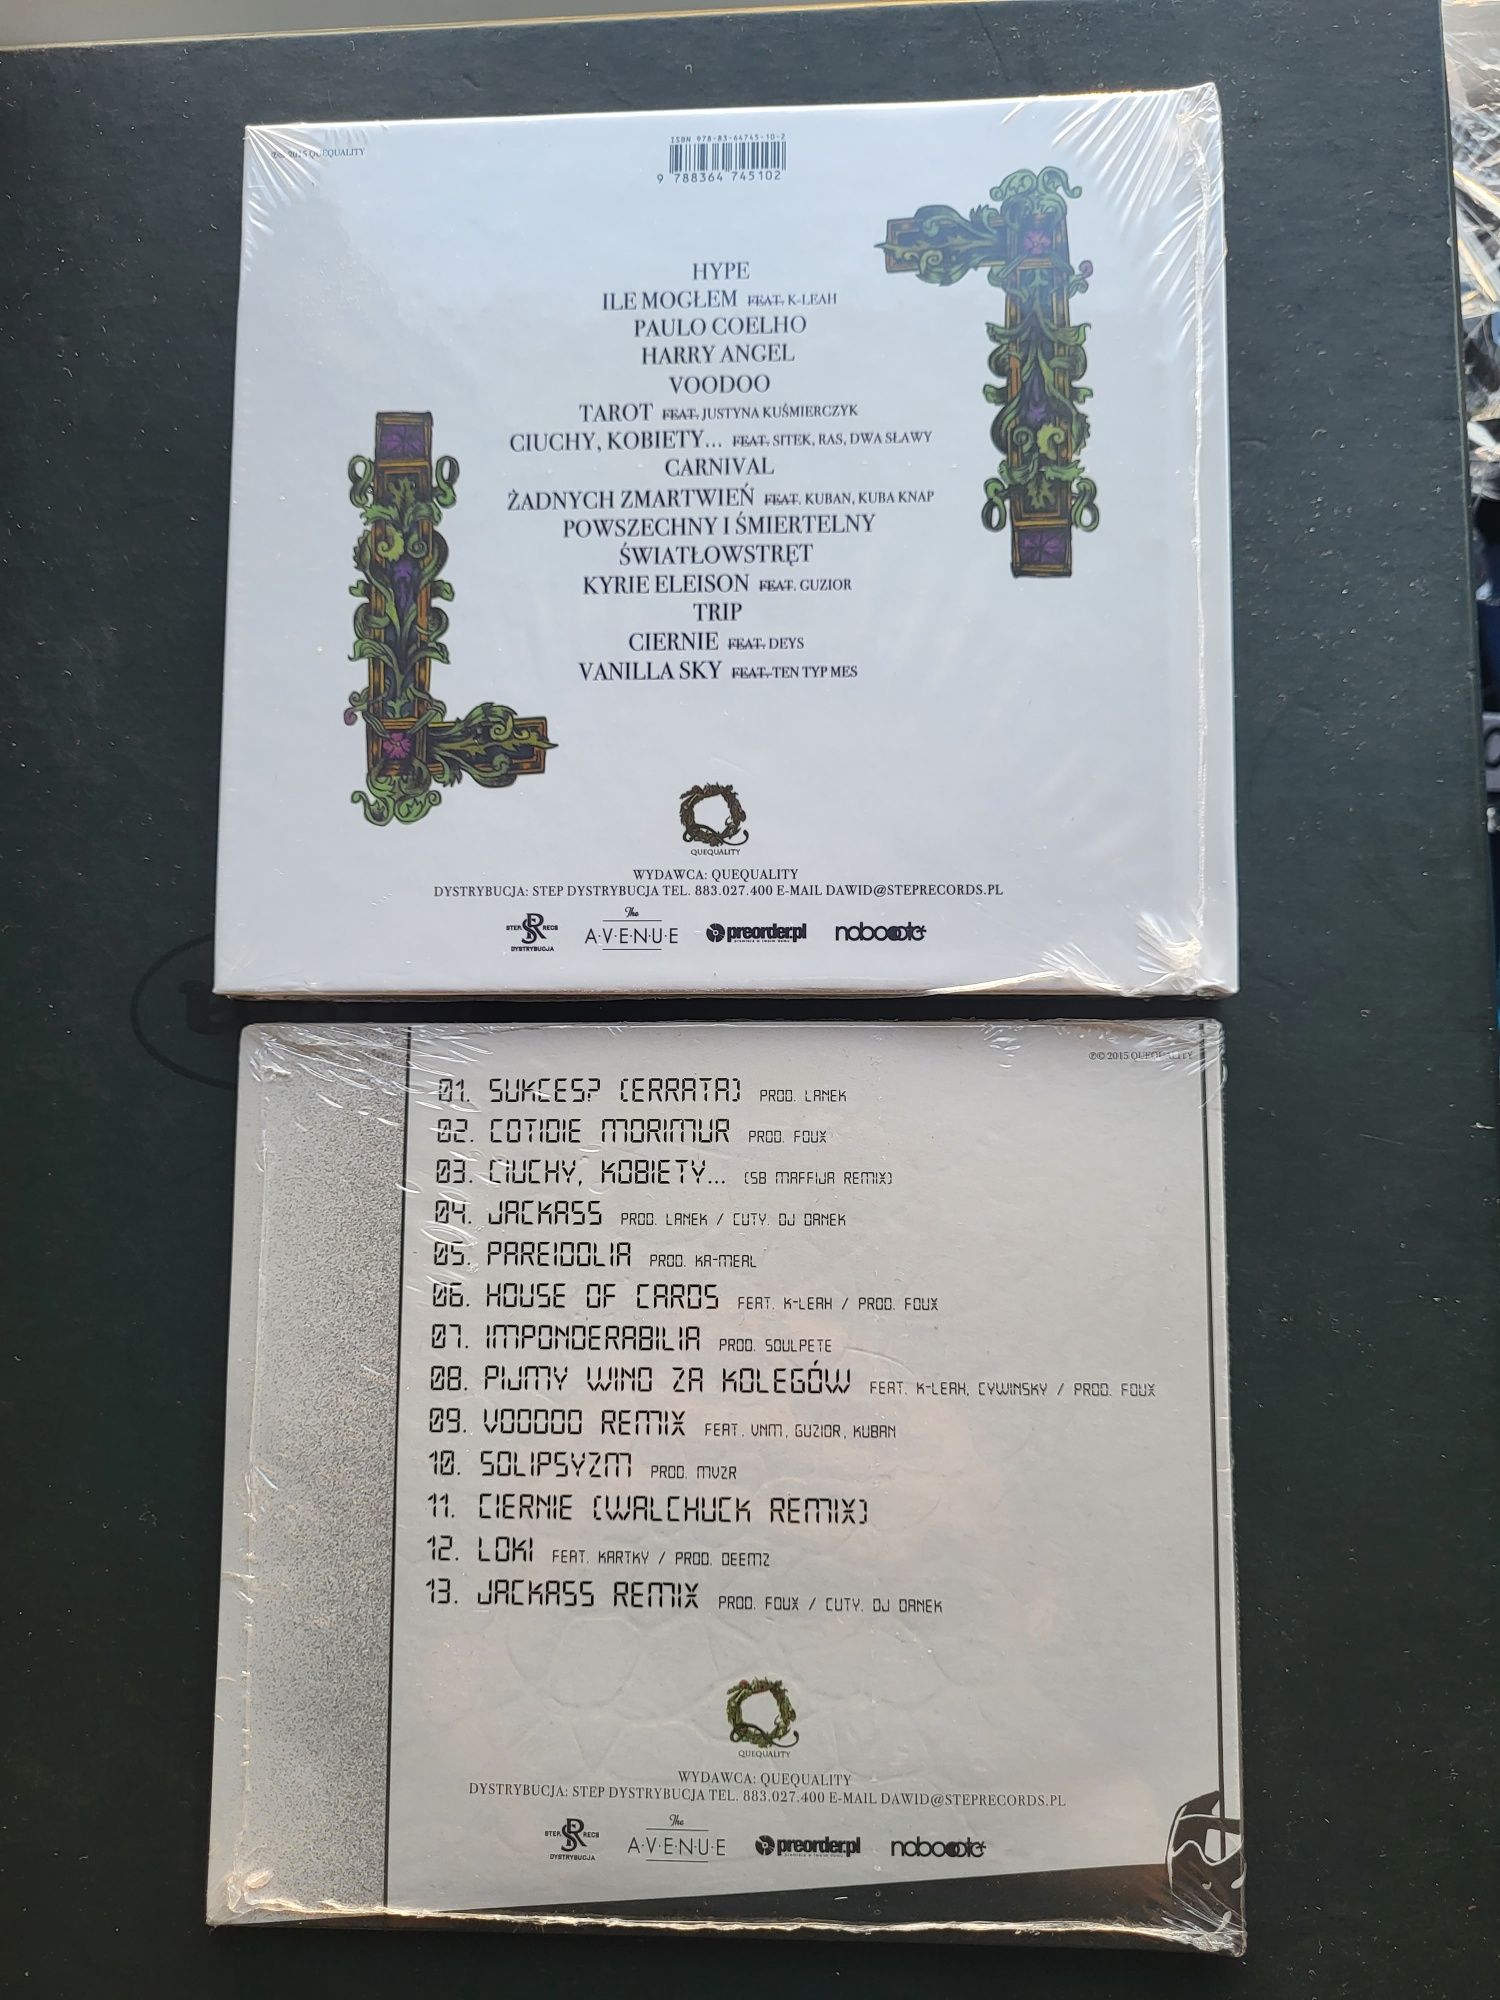 ℗© 2015 QUEQUALITY
ISBN 978-83-64745-10-2
9 788364 745102
HYPE
ILE MOGŁEM FEAT. K-LEAH
PAULO COELHO
HARRY ANGEL
VOODOO
TAROT FEAT. JUSTYNA KUŚMIERCZYK
CIUCHY, KOBIETY... FEAT. SITEK, RAS, DWA SŁAWY
CARNIVAL
ŻADNYCH ZMARTWIEŃ FEAT. KUBAN, KUBA KNAP
POWSZECHNY I ŚMIERTELNY
ŚWIATŁOWSTRĘT
KYRIE ELEISON FEAT. GUZIOR
TRIP
CIERNIE FEAT. DEYS
VANILLA SKY FEAT. TEN TYP MES
QUEQUALITY
WYDAWCA: QUEQUALITY
DYSTRYBUCJA: STEP DYSTRYBUCJA TEL. 883.027.400 E-MAIL DAWID@STEPRECORDS.PL
STEP RECS DYSTRYBUCJA The A·V·E·N·U·E preorder.pl nobocoto
℗© 2015 QUEQUALITY
01. SUKCES? (ERRATA) PROD. LANEK
02. COTIDIE MORIMUR PROD. FOUX
03. CIUCHY, KOBIETY... (SB MAFFIJA REMIX)
04. JACKASS PROD. LANEK / CUTY. DJ DANEK
05. PAREIDOLIA PROD. KA-MEAL
06. HOUSE OF CARDS FEAT. K-LEAH / PROD. FOUX
07. IMPONDERABILIA PROD. SOULPETE
08. PIJMY WINO ZA KOLEGÓW FEAT. K-LEAH, CYWINSKY / PROD. FOUX
09. VOODOO REMIX FEAT. VNM, GUZIOR, KUBAN
10. SOLIPSYZM PROD. MVZR
11. CIERNIE (WALCHUCK REMIX)
12. LOKI FEAT. KARTKY / PROD. DEEMZ
13. JACKASS REMIX PROD. FOUX / CUTY. DJ DANEK
QUEQUALITY
WYDAWCA: QUEQUALITY
DYSTRYBUCJA: STEP DYSTRYBUCJA TEL. 883.027.400 E-MAIL DAWID@STEPRECORDS.PL
STEP RECS DYSTRYBUCJA The A·V·E·N·U·E preorder.pl nobocoto